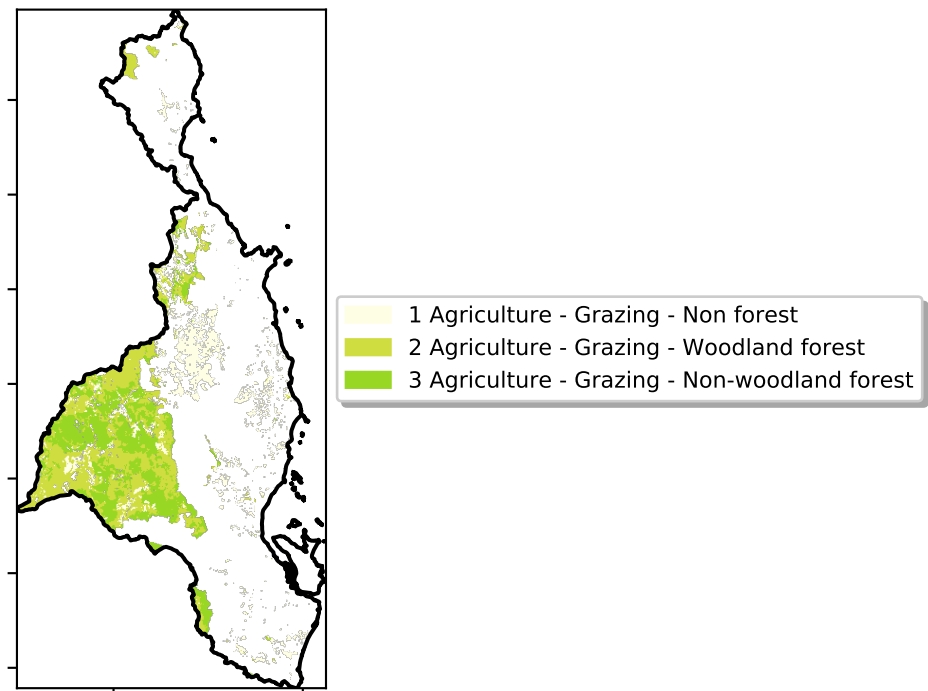 1 Agriculture - Grazing - Non forest
2 Agriculture - Grazing - Woodland forest
3 Agriculture - Grazing - Non-woodland forest